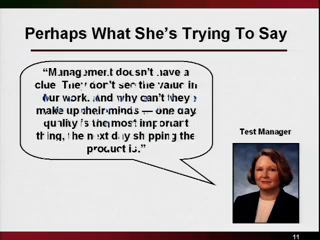 Perhaps What She's Trying To Say
"Management doesn't have a
clue. They don't see the value in
our work. And why can't they
make up their minds — one day
quality is the most important
thing, the next day shipping the
product is."
Test Manager
11